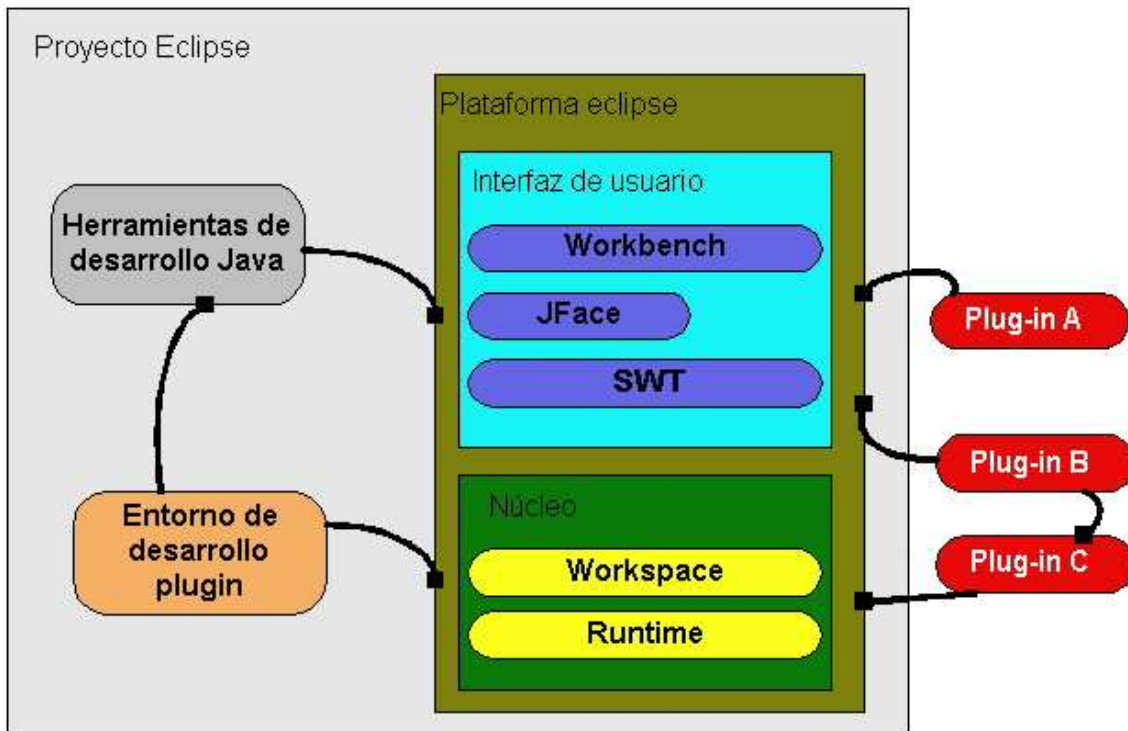 Proyecto Eclipse
Plataforma eclipse
Interfaz de usuario
Workbench
JFace
SWT
Herramientas de
desarrollo Java
Entorno de
desarrollo
plugin
Núcleo
Workspace
Runtime
Plug-in A
Plug-in B
Plug-in C